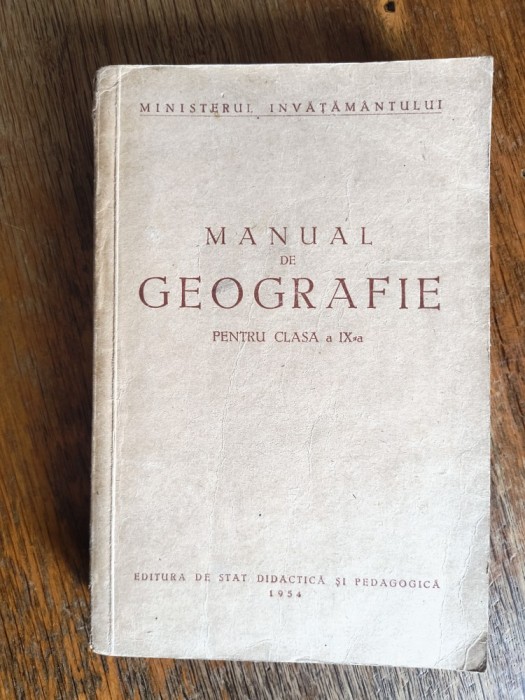 MINISTERUL INVĂȚĂMÂNTULUI
MANUAL
DE
GEOGRAFIE
PENTRU CLASA a IX-a
EDITURA DE STAT DIDACTICĂ ȘI PEDAGOGICĂ
1954